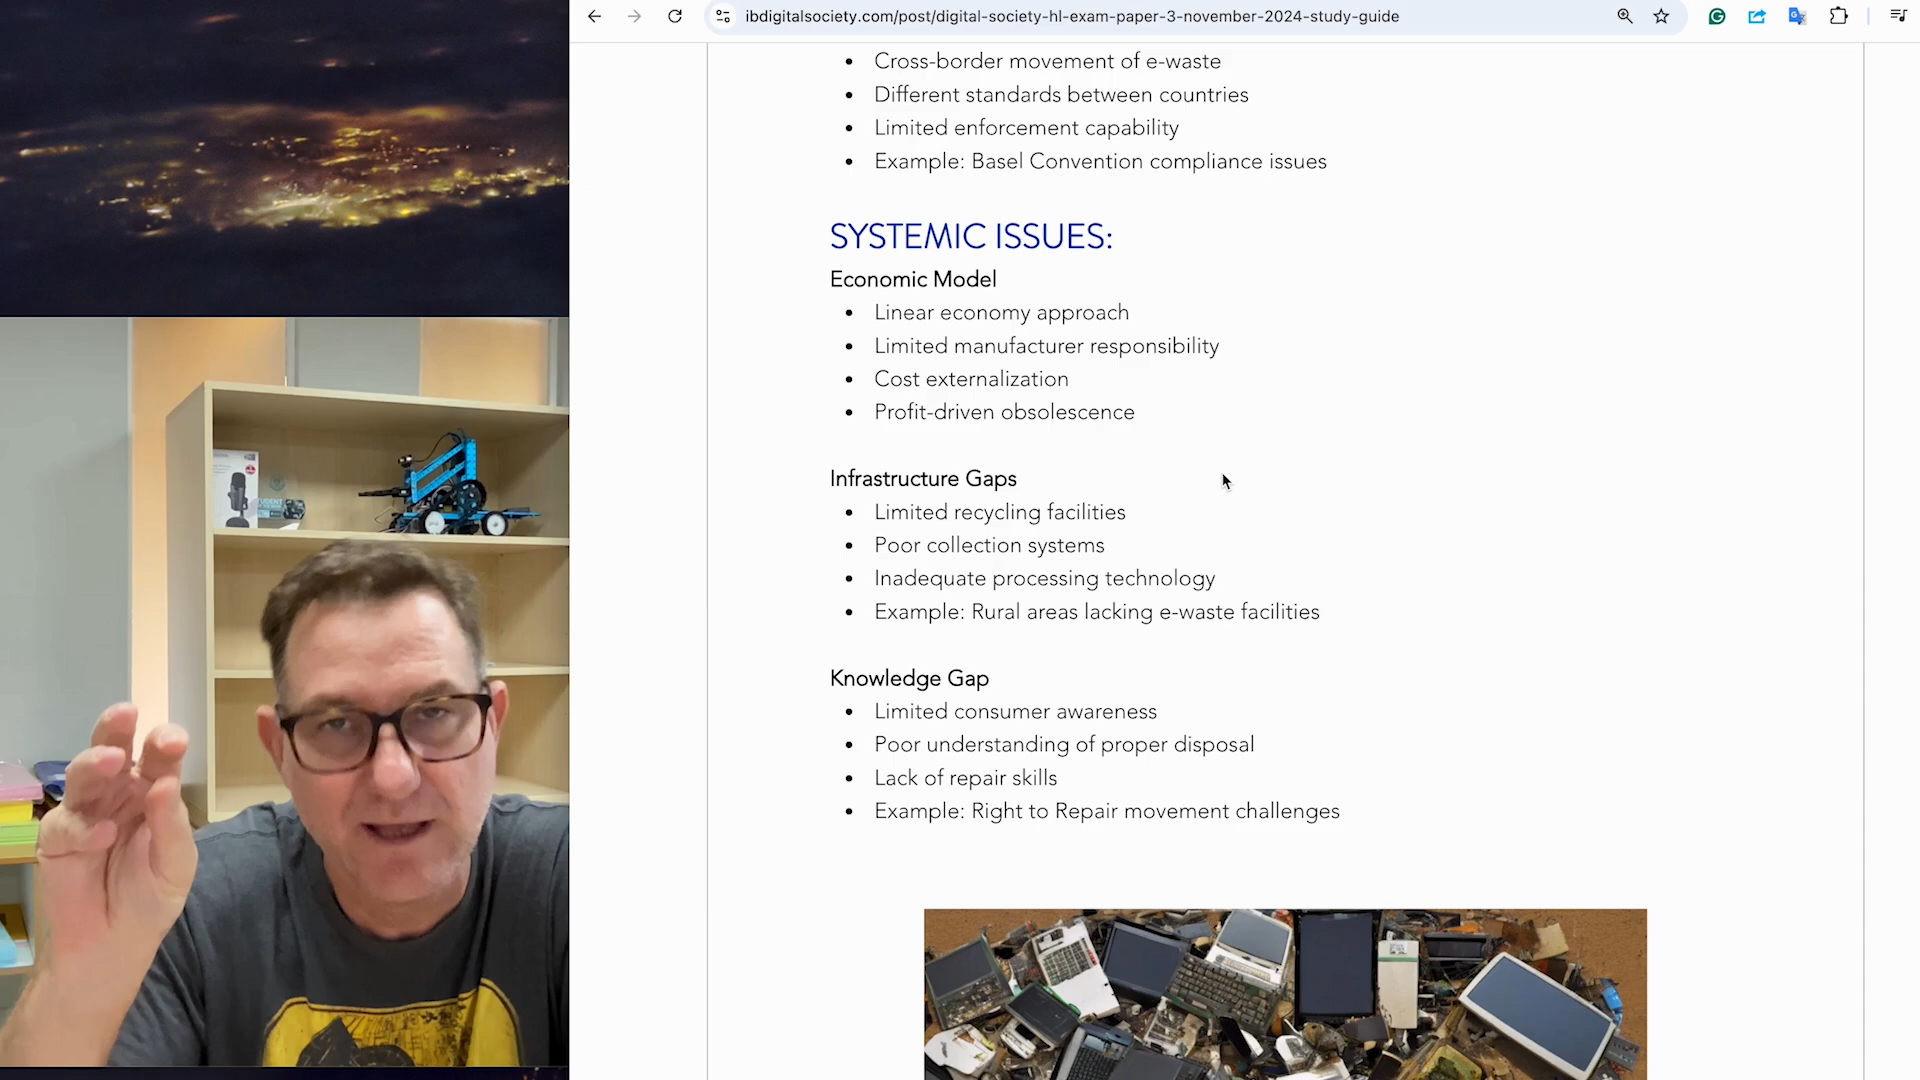 ibdigitalsociety.com/post/digital-society-hl-exam-paper-3-november-2024-study-guide
• Cross-border movement of e-waste
• Different standards between countries
• Limited enforcement capability
• Example: Basel Convention compliance issues
SYSTEMIC ISSUES:
Economic Model
• Linear economy approach
• Limited manufacturer responsibility
• Cost externalization
• Profit-driven obsolescence
Infrastructure Gaps
• Limited recycling facilities
• Poor collection systems
• Inadequate processing technology
• Example: Rural areas lacking e-waste facilities
Knowledge Gap
• Limited consumer awareness
• Poor understanding of proper disposal
• Lack of repair skills
• Example: Right to Repair movement challenges